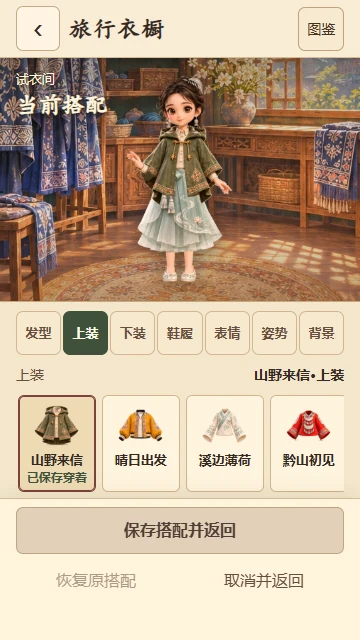 ‹ 旅行衣橱 图鉴
试衣间
当前搭配
发型 上装 下装 鞋履 表情 姿势 背景
上装 山野来信·上装
山野来信 晴日出发 溪边薄荷 黔山初见
已保存穿着
保存搭配并返回
恢复原搭配 取消并返回